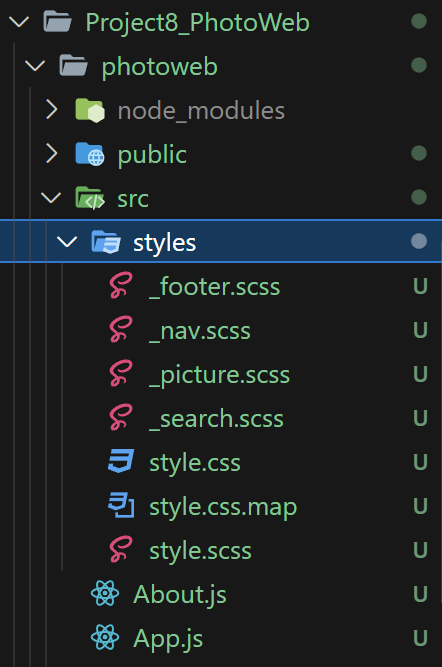 Project8_PhotoWeb
photoweb
node_modules
public
src
styles
_footer.scss U
_nav.scss U
_picture.scss U
_search.scss U
style.css U
style.css.map U
style.scss U
About.js U
App.js U